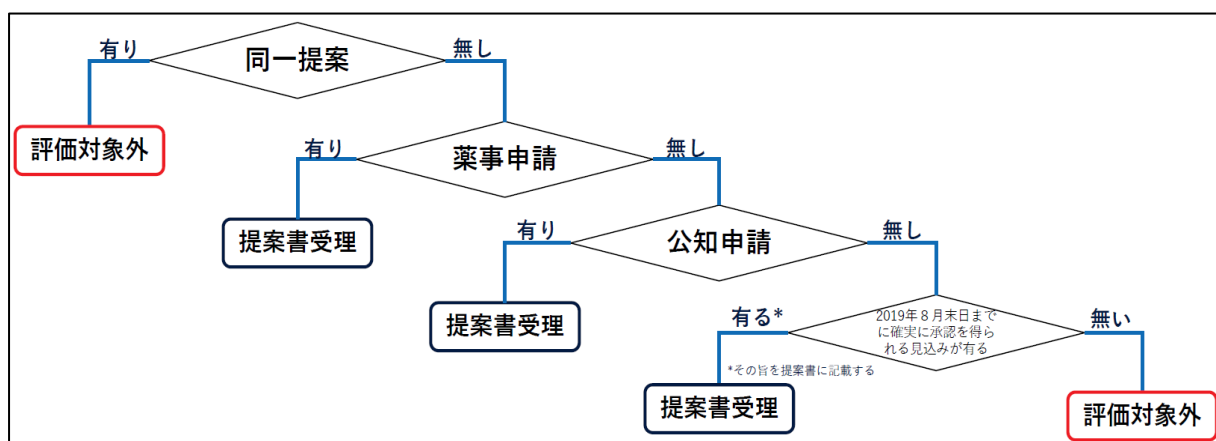 有り
同一提案
無し
評価対象外
有り
薬事申請
無し
提案書受理
有り
公知申請
無し
提案書受理
有る*
2019年８月末日まで
に確実に承認を得ら
れる見込みが有る
無い
*その旨を提案書に記載する
提案書受理
評価対象外